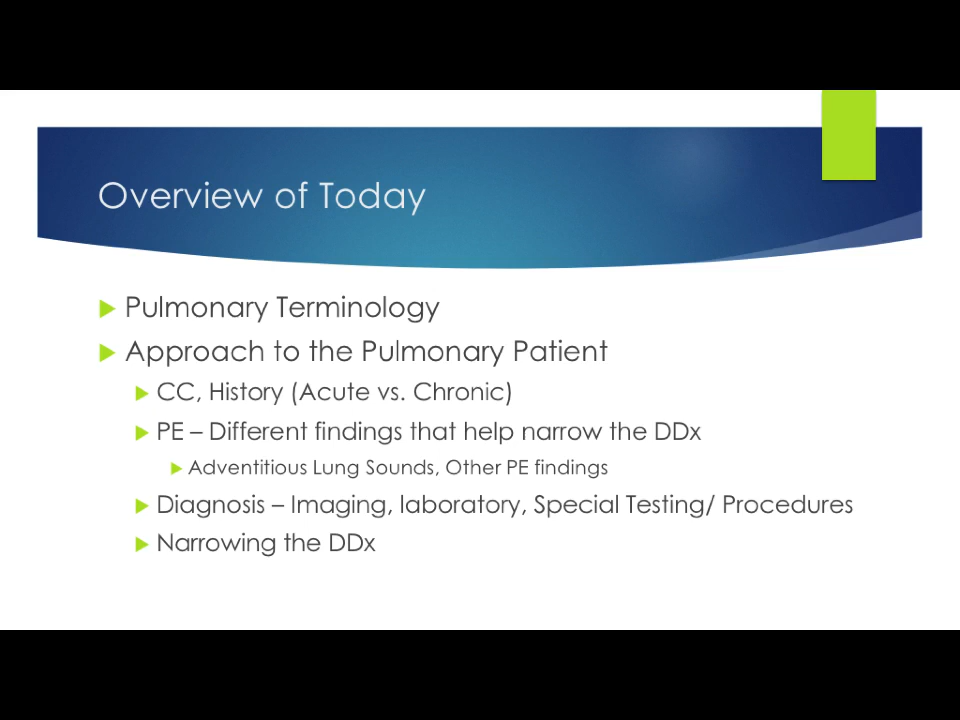 Overview of Today
Pulmonary Terminology
Approach to the Pulmonary Patient
CC, History (Acute vs. Chronic)
PE – Different findings that help narrow the DDx
Adventitious Lung Sounds, Other PE findings
Diagnosis – Imaging, laboratory, Special Testing/ Procedures
Narrowing the DDx